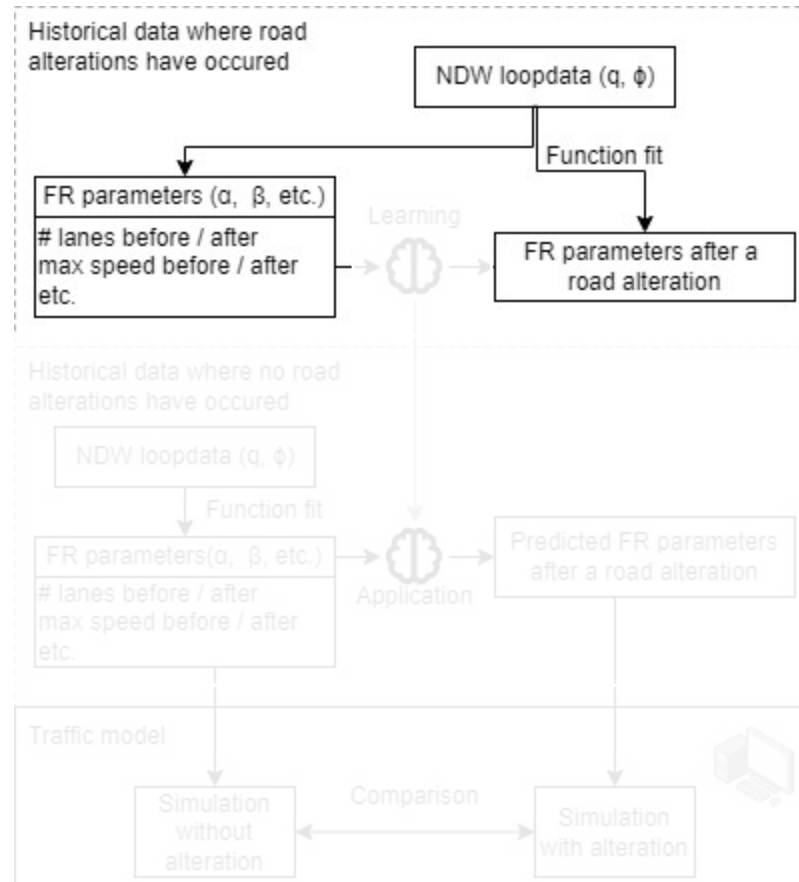 Historical data where road
alterations have occured
NDW loopdata (q, ϕ)
Function fit
FR parameters (α, β, etc.)
# lanes before / after
max speed before / after
etc.
Learning
FR parameters after a
road alteration
Historical data where no road
alterations have occured
NDW loopdata (q, ϕ)
Function fit
FR parameters(α, β, etc.)
# lanes before / after
max speed before / after
etc.
Application
Predicted FR parameters
after a road alteration
Traffic model
Simulation
without
alteration
Comparison
Simulation
with alteration